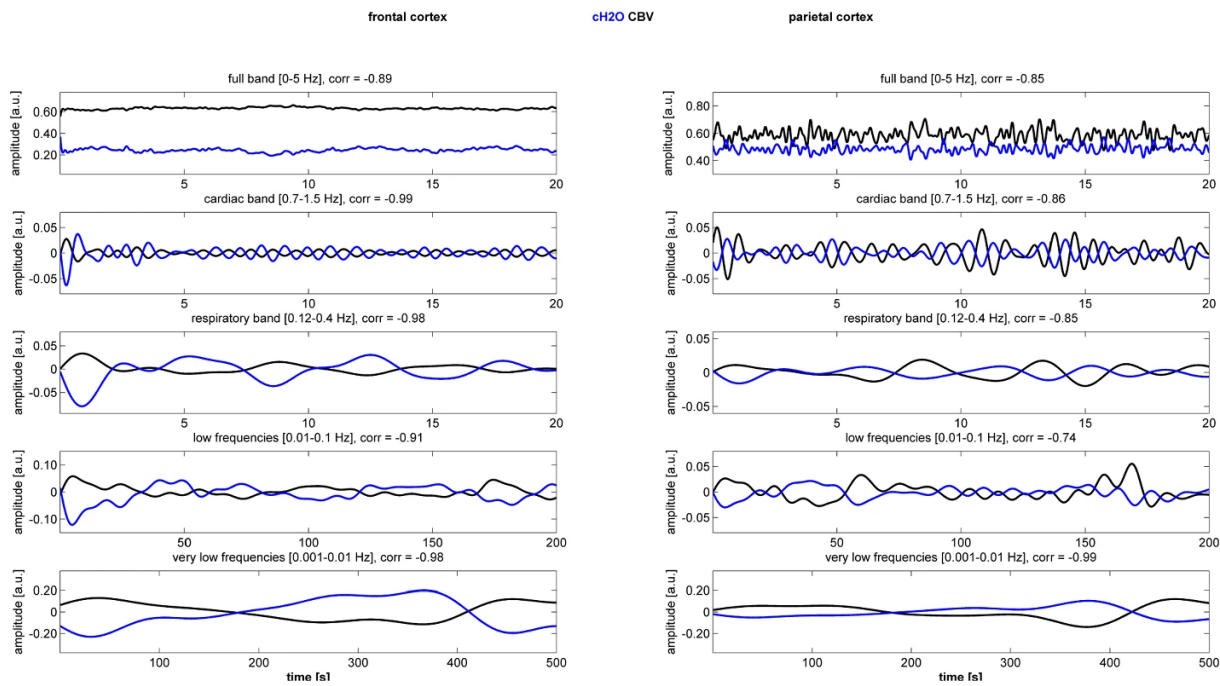 frontal cortex cH2O CBV parietal cortex
full band [0-5 Hz], corr = -0.89
amplitude [a.u.]
0.60
0.40
0.20
5 10 15 20
cardiac band [0.7-1.5 Hz], corr = -0.99
amplitude [a.u.]
0.05
0
-0.05
5 10 15 20
respiratory band [0.12-0.4 Hz], corr = -0.98
amplitude [a.u.]
0.05
0
-0.05
5 10 15 20
low frequencies [0.01-0.1 Hz], corr = -0.91
amplitude [a.u.]
0.10
0
-0.10
50 100 150 200
very low frequencies [0.001-0.01 Hz], corr = -0.98
amplitude [a.u.]
0.20
0
-0.20
100 200 300 400 500
time [s]
full band [0-5 Hz], corr = -0.85
amplitude [a.u.]
0.80
0.60
0.40
5 10 15 20
cardiac band [0.7-1.5 Hz], corr = -0.86
amplitude [a.u.]
0.05
0
-0.05
5 10 15 20
respiratory band [0.12-0.4 Hz], corr = -0.85
amplitude [a.u.]
0.05
0
-0.05
5 10 15 20
low frequencies [0.01-0.1 Hz], corr = -0.74
amplitude [a.u.]
0.05
0
-0.05
50 100 150 200
very low frequencies [0.001-0.01 Hz], corr = -0.99
amplitude [a.u.]
0.20
0
-0.20
100 200 300 400 500
time [s]